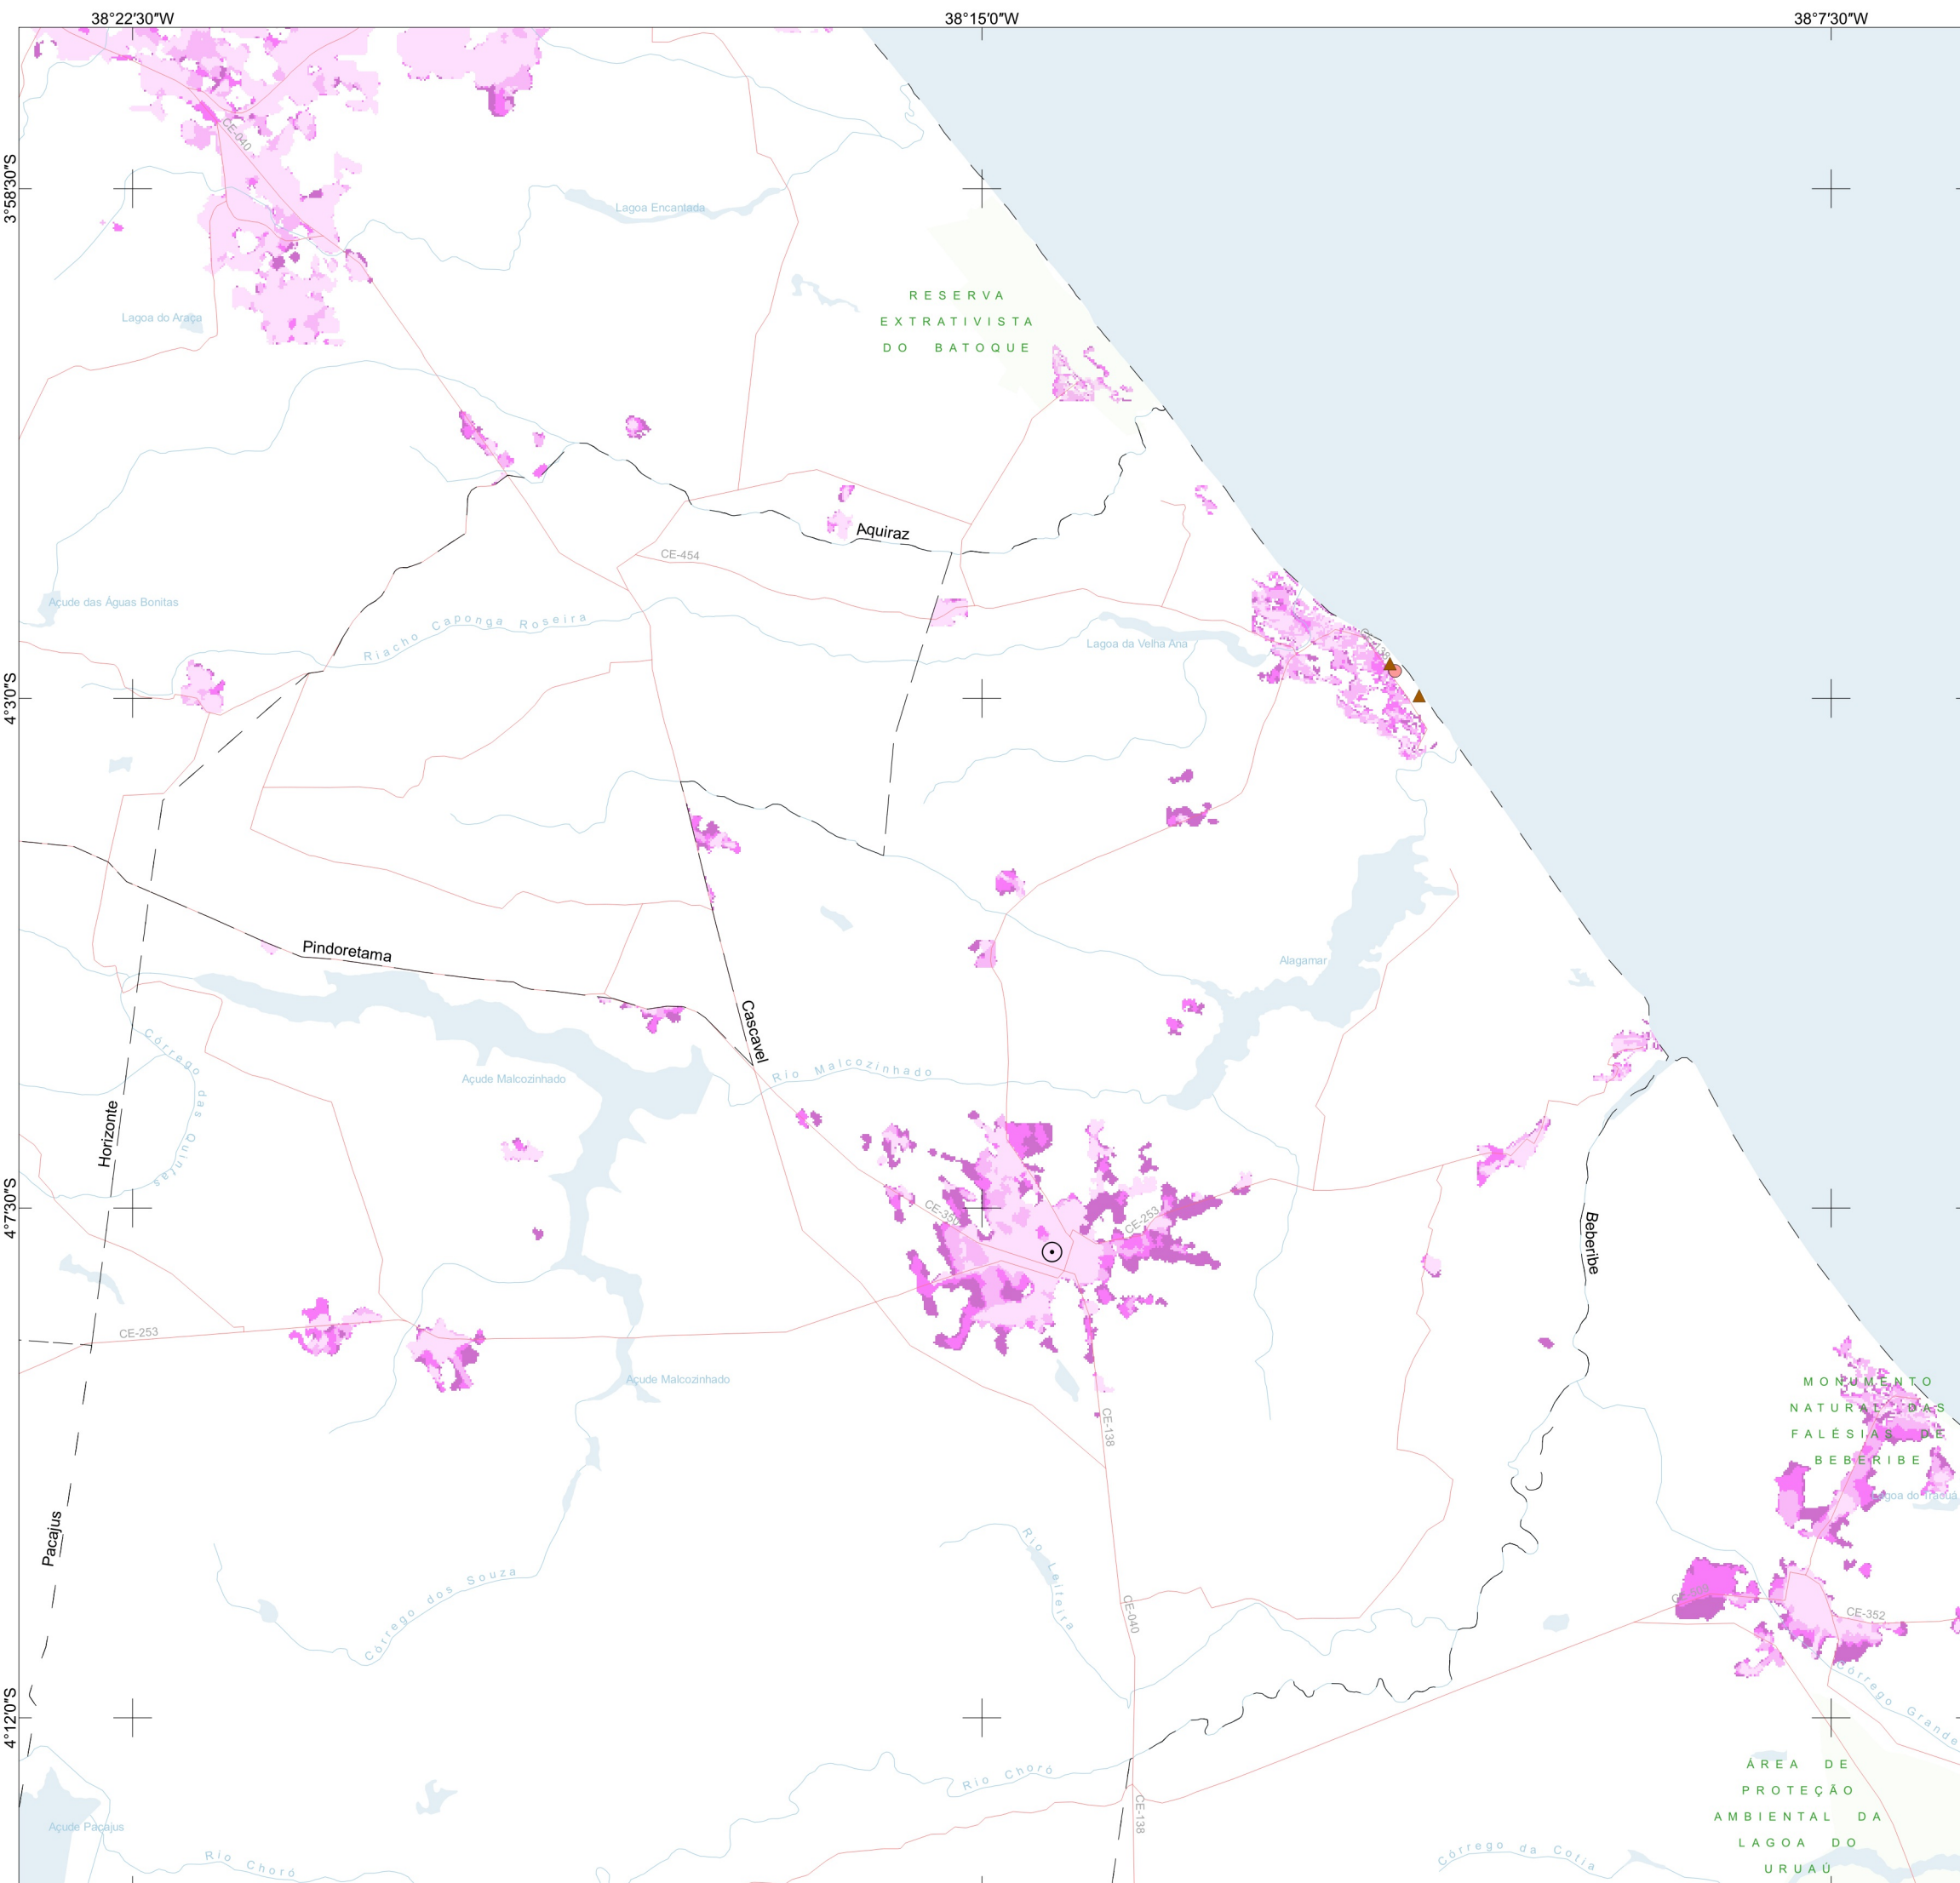 38°22'30"W
38°15'0"W
38°7'30"W
3°58'30"S
CE-040
Lagoa Encantada
RESERVA
EXTRATIVISTA
DO BATOQUE
Lagoa do Araçá
Aquiraz
CE-454
Açude das Águas Bonitas
Riacho Caponga Roseira
Lagoa da Velha Ana
4°3'0"S
Pindoretama
Alagamar
Cascavel
Açude Malcozinhado
Rio Malcozinhado
Córrego das Quintas
Horizonte
4°7'30"S
CE-350
CE-253
Beberibe
CE-253
Açude Malcozinhado
MONUMENTO
NATURAL DAS
FALÉSIAS DE
BEBERIBE
CE-138
Pacajus
Rio Leiteira
Córrego dos Souza
CE-040
CE-352
Córrego Grande
4°12'0"S
Rio Choró
ÁREA DE
PROTEÇÃO
AMBIENTAL DA
LAGOA DO
URUAÚ
CE-138
Açude Pacajus
Rio Choró
Córrego da Cotia